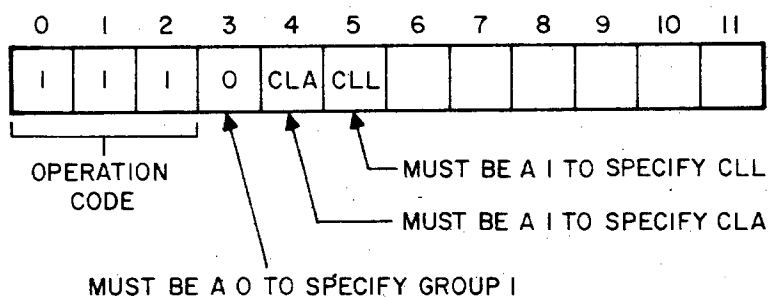 0 1 2 3 4 5 6 7 8 9 10 11
1 1 1 0 CLA CLL
OPERATION
CODE
MUST BE A 1 TO SPECIFY CLL
MUST BE A 1 TO SPECIFY CLA
MUST BE A 0 TO SPECIFY GROUP 1